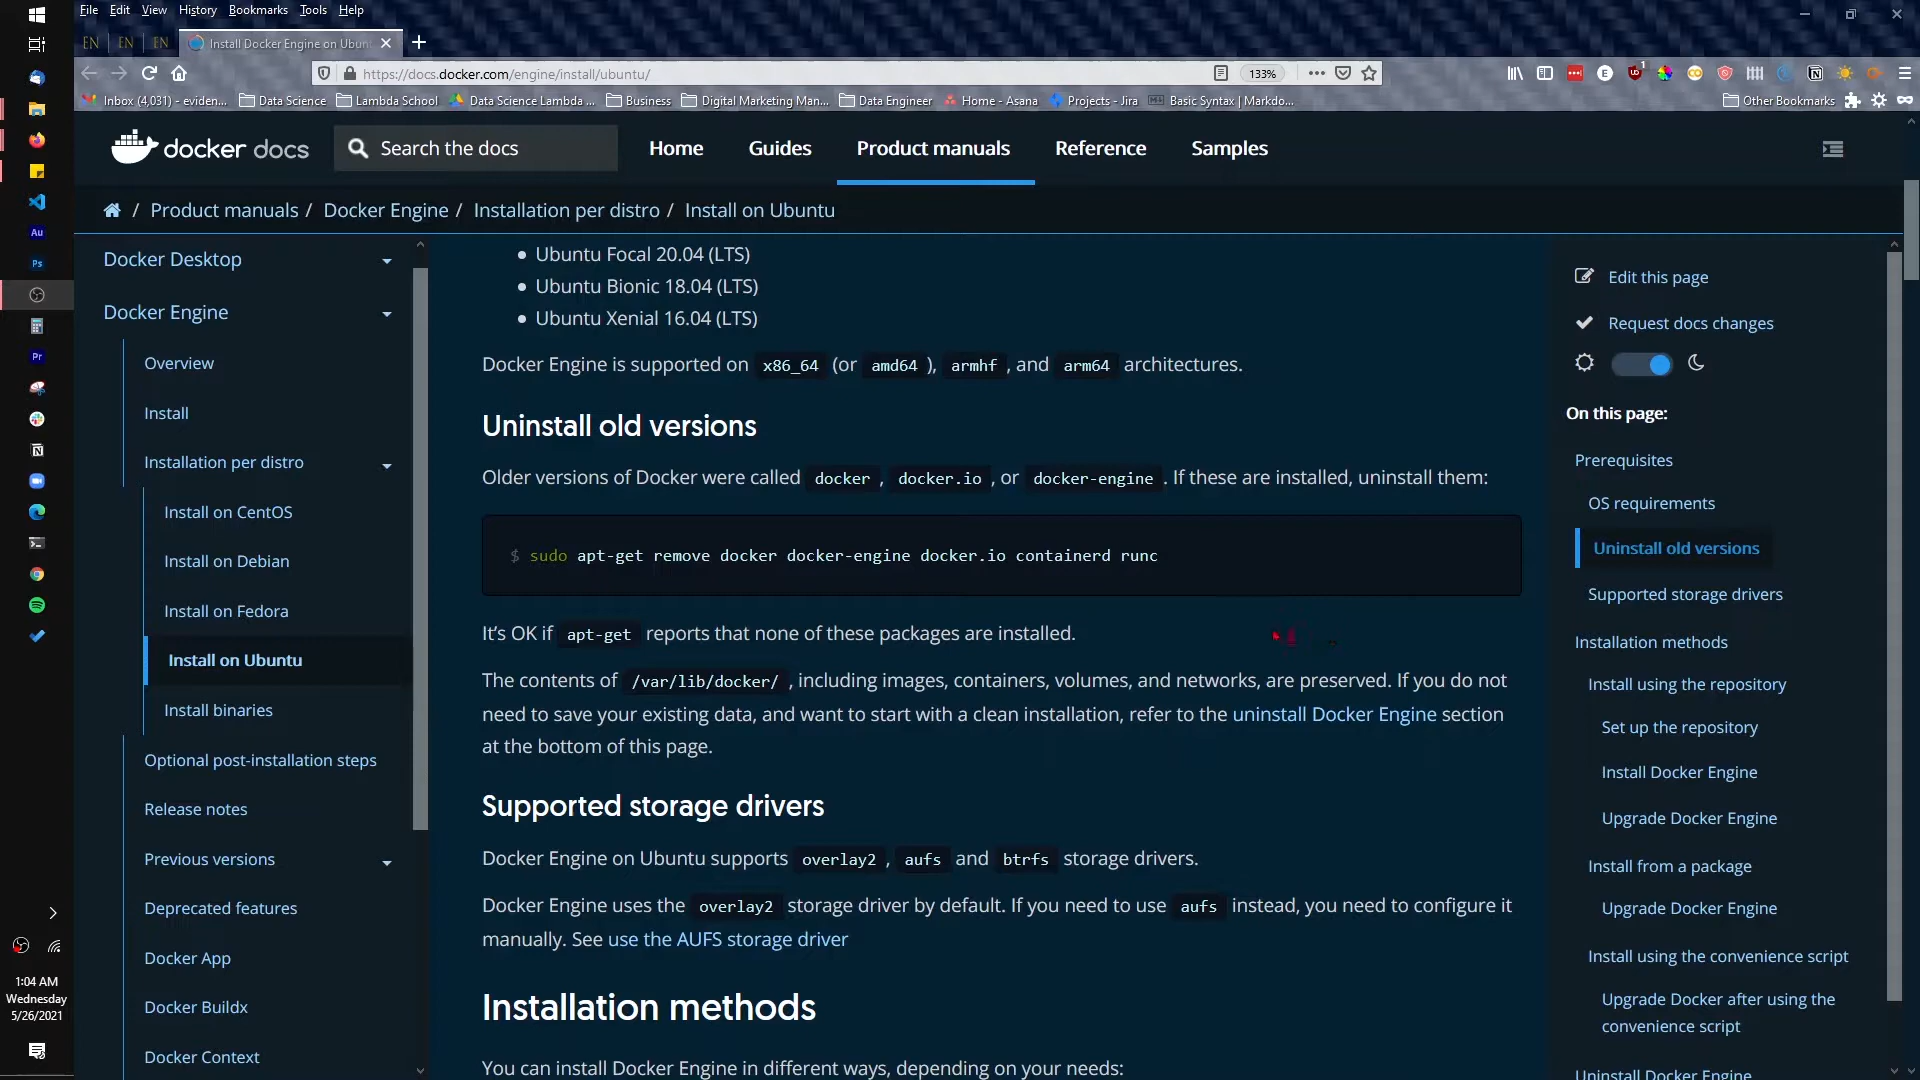 File Edit View History Bookmarks Tools Help
EN EN EN Install Docker Engine on Ubun
https://docs.docker.com/engine/install/ubuntu/ 133%
Inbox (4,031) - eviden... Data Science Lambda School Data Science Lambda ... Business Digital Marketing Man... Data Engineer Home - Asana Projects - Jira Basic Syntax | Markdo... Other Bookmarks
docker docs Search the docs Home Guides Product manuals Reference Samples
/ Product manuals / Docker Engine / Installation per distro / Install on Ubuntu
Docker Desktop
Docker Engine
Overview
Install
Installation per distro
Install on CentOS
Install on Debian
Install on Fedora
Install on Ubuntu
Install binaries
Optional post-installation steps
Release notes
Previous versions
Deprecated features
Docker App
Docker Buildx
Docker Context
Ubuntu Focal 20.04 (LTS)
Ubuntu Bionic 18.04 (LTS)
Ubuntu Xenial 16.04 (LTS)
Docker Engine is supported on x86_64 (or amd64 ), armhf , and arm64 architectures.
Uninstall old versions
Older versions of Docker were called docker , docker.io , or docker-engine . If these are installed, uninstall them:
$ sudo apt-get remove docker docker-engine docker.io containerd runc
It’s OK if apt-get reports that none of these packages are installed.
The contents of /var/lib/docker/ , including images, containers, volumes, and networks, are preserved. If you do not
need to save your existing data, and want to start with a clean installation, refer to the uninstall Docker Engine section
at the bottom of this page.
Supported storage drivers
Docker Engine on Ubuntu supports overlay2 , aufs and btrfs storage drivers.
Docker Engine uses the overlay2 storage driver by default. If you need to use aufs instead, you need to configure it
manually. See use the AUFS storage driver
Installation methods
You can install Docker Engine in different ways, depending on your needs:
Edit this page
Request docs changes
On this page:
Prerequisites
OS requirements
Uninstall old versions
Supported storage drivers
Installation methods
Install using the repository
Set up the repository
Install Docker Engine
Upgrade Docker Engine
Install from a package
Upgrade Docker Engine
Install using the convenience script
Upgrade Docker after using the
convenience script
Uninstall Docker Engine
Au
Ps
Pr
1:04 AM
Wednesday
5/26/2021